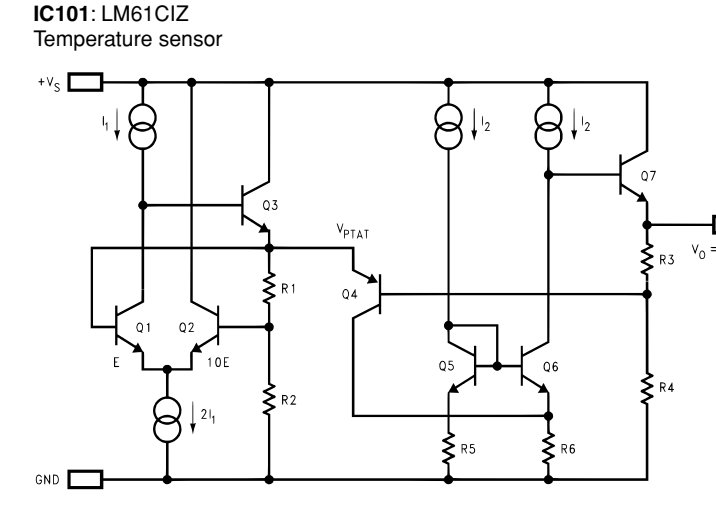 IC101: LM61CIZ
Temperature sensor
+VS
I1
I2
I2
Q7
Q3
VPTAT
VO =
R3
R1
Q4
Q1
Q2
E
10E
Q5
Q6
R4
R2
2I1
R5
R6
GND